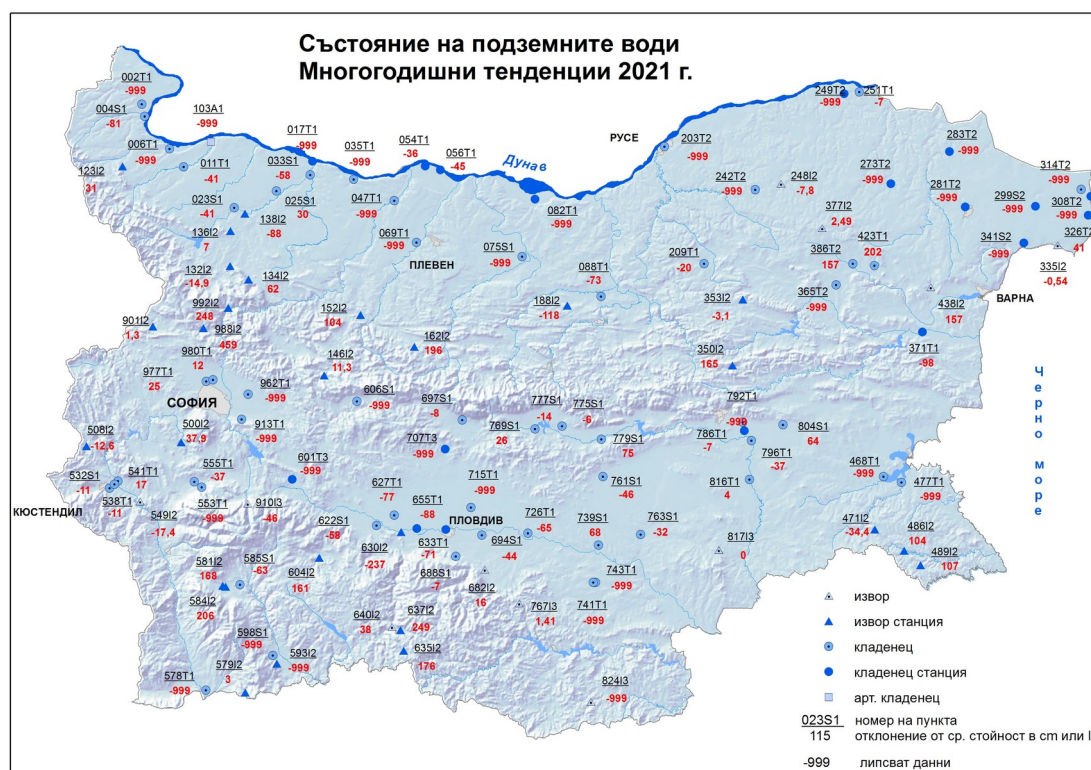 Състояние на подземните води
Многогодишни тенденции 2021 г.
002T1
-999
004S1
-81
103A1
-999
006T1
-999
011T1
-41
123I2
31
017T1
-999
033S1
-58
035T1
-999
054T1
-36
056T1
-45
Дунав
РУСЕ
203T2
-999
249T2
-999
251T1
-7
283T2
-999
273T2
-999
242T2
-999
248I2
-7,8
377I2
2,49
281T2
-999
299S2
-999
314T2
-999
308T2
-999
326T2
41
335I2
-0,54
341S2
-999
ВАРНА
023S1
-41
025S1
30
138I2
-88
136I2
7
047T1
-999
069T1
-999
ПЛЕВЕН
075S1
-999
082T1
-999
088T1
-73
209T1
-20
386T2
157
423T1
202
365T2
-999
438I2
157
371T1
-98
132I2
-14,9
134I2
62
992I2
248
988I2
459
901I2
1,3
152I2
104
162I2
196
146I2
11,3
188I2
-118
353I2
-3,1
350I2
165
980T1
12
977T1
25
СОФИЯ
962T1
-999
913T1
-999
606S1
-999
697S1
-8
769S1
26
777S1
-14
775S1
-6
779S1
75
792T1
-999
786T1
-7
804S1
64
796T1
-37
816T1
4
Черно море
508I2
-12,6
500I2
37,9
532S1
-11
541T1
17
538T1
-11
КЮСТЕНДИЛ
549I2
-17,4
555T1
-37
553T1
-999
910I3
-46
601T3
-999
707T3
-999
627T1
-77
622S1
-58
655T1
-88
ПЛОВДИВ
715T1
-999
633T1
-71
630I2
-237
694S1
-44
688S1
-7
682I2
16
726T1
-65
761S1
-46
739S1
68
763S1
-32
743T1
-999
741T1
-999
767I3
1,41
817I3
0
468T1
-999
477T1
-999
471I2
-34,4
486I2
104
489I2
107
581I2
168
585S1
-63
584I2
206
604I2
161
598S1
-999
593I2
-999
579I2
3
578T1
-999
640I2
38
637I2
249
635I2
176
824I3
-999
извор
извор станция
кладенец
кладенец станция
арт. кладенец
023S1 номер на пункта
115 отклонение от ср. стойност в cm или l
-999 липсват данни